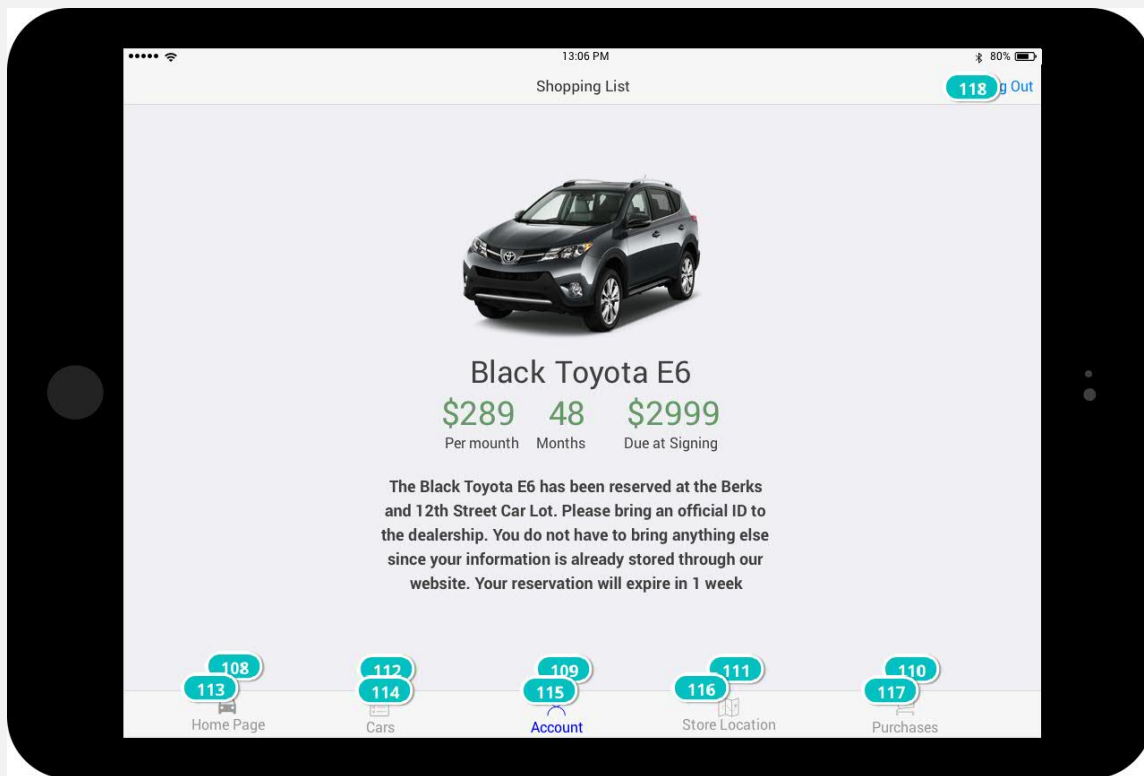 13:06 PM
80%
Shopping List
118
g Out
Black Toyota E6
$289 48 $2999
Per mounth Months Due at Signing
The Black Toyota E6 has been reserved at the Berks
and 12th Street Car Lot. Please bring an official ID to
the dealership. You do not have to bring anything else
since your information is already stored through our
website. Your reservation will expire in 1 week
108 112 109 111 110
113 114 115 116 117
Home Page Cars Account Store Location Purchases